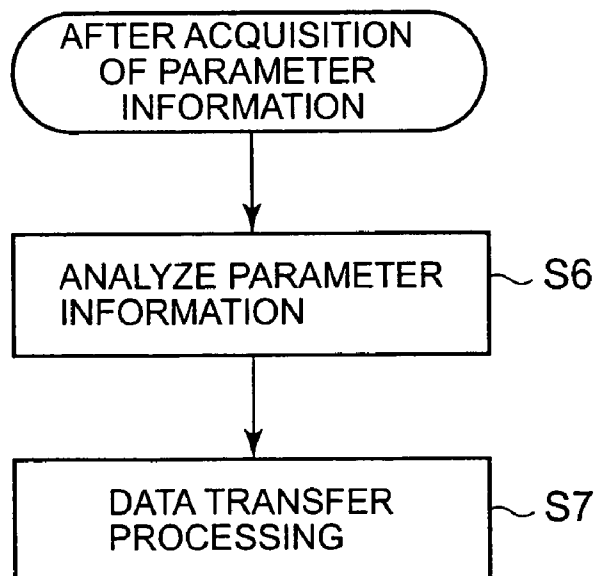 AFTER ACQUISITION
OF PARAMETER
INFORMATION
ANALYZE PARAMETER
INFORMATION
S6
DATA TRANSFER
PROCESSING
S7